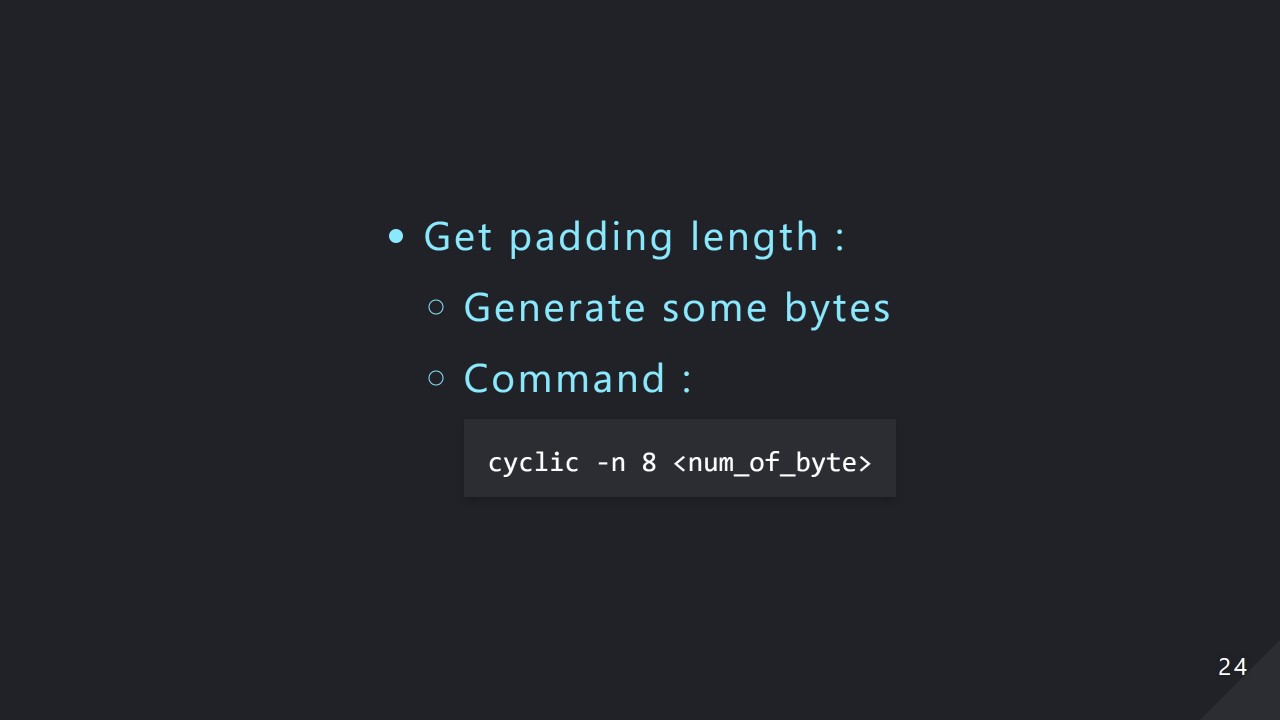 Get padding length :
Generate some bytes
Command :
cyclic -n 8 <num_of_byte>
24